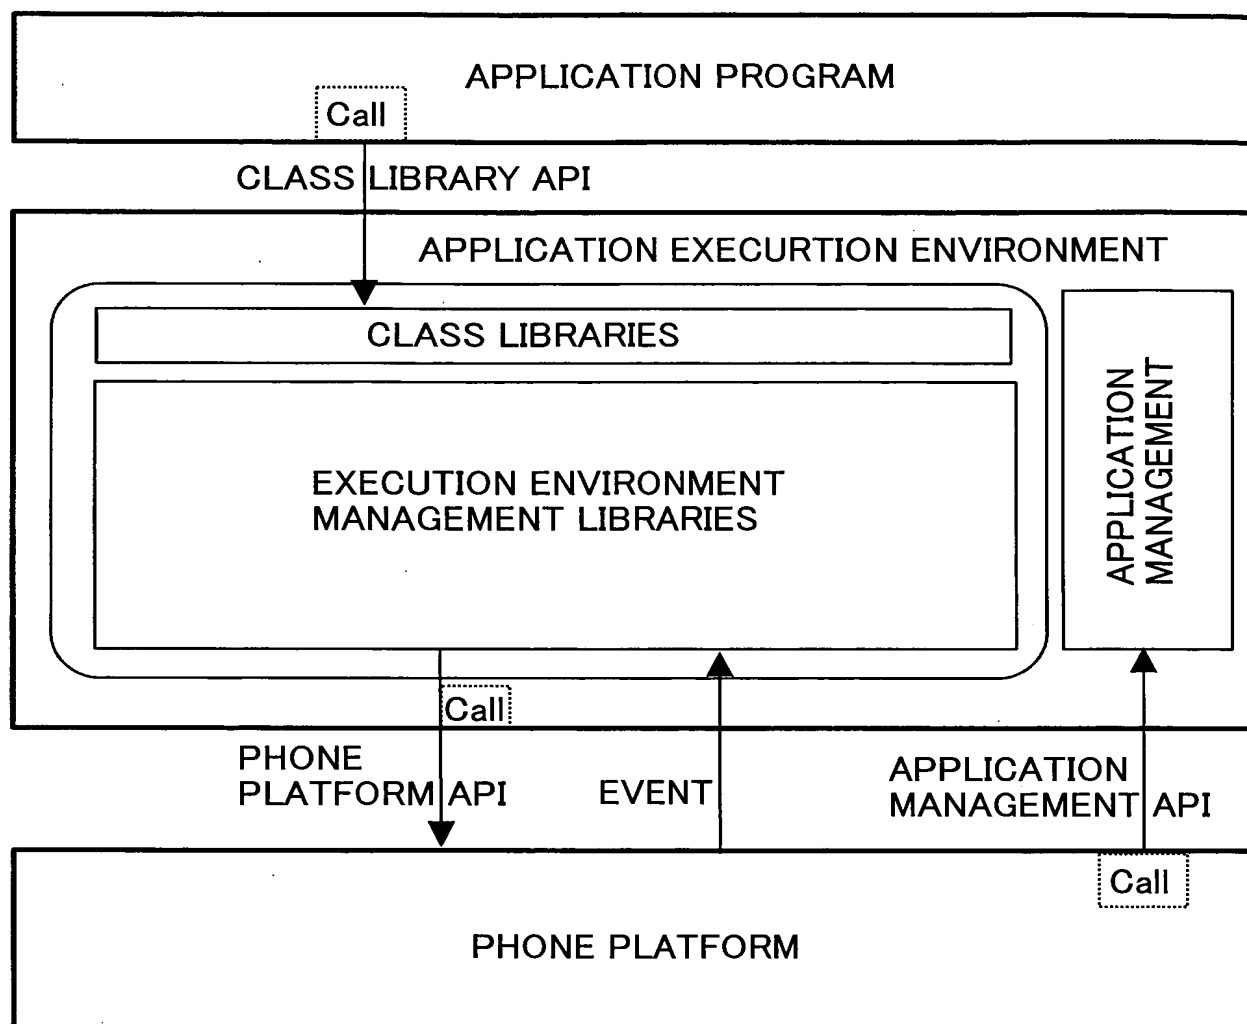 APPLICATION PROGRAM
Call
CLASS LIBRARY API
APPLICATION EXECURTION ENVIRONMENT
CLASS LIBRARIES
EXECUTION ENVIRONMENT
MANAGEMENT LIBRARIES
APPLICATION
MANAGEMENT
Call
PHONE
PLATFORM API
EVENT
APPLICATION
MANAGEMENT API
Call
PHONE PLATFORM